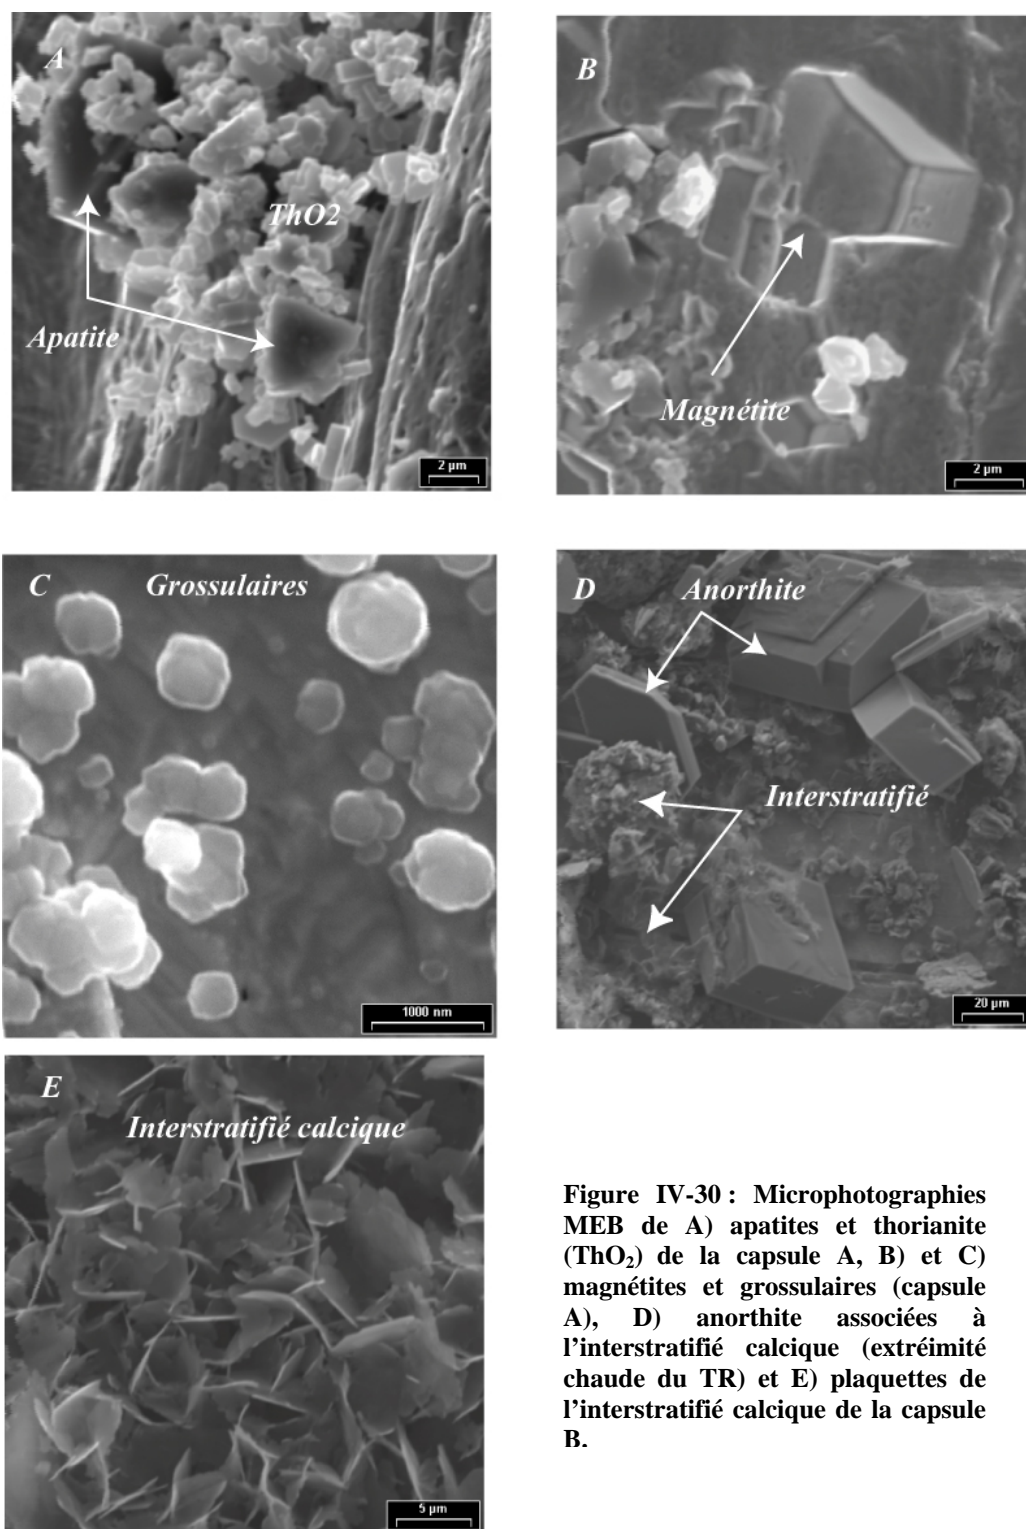 A
ThO2
Apatite
2 µm
B
Magnétite
2 µm
C
Grossulaires
1000 nm
D
Anorthite
Interstratifié
20 µm
E
Interstratifié calcique
5 µm
Figure IV-30 : Microphotographies
MEB de A) apatites et thorianite
(ThO₂) de la capsule A, B) et C)
magnétites et grossulaires (capsule
A), D) anorthite associées à
l’interstratifié calcique (extréimité
chaude du TR) et E) plaquettes de
l’interstratifié calcique de la capsule
B.